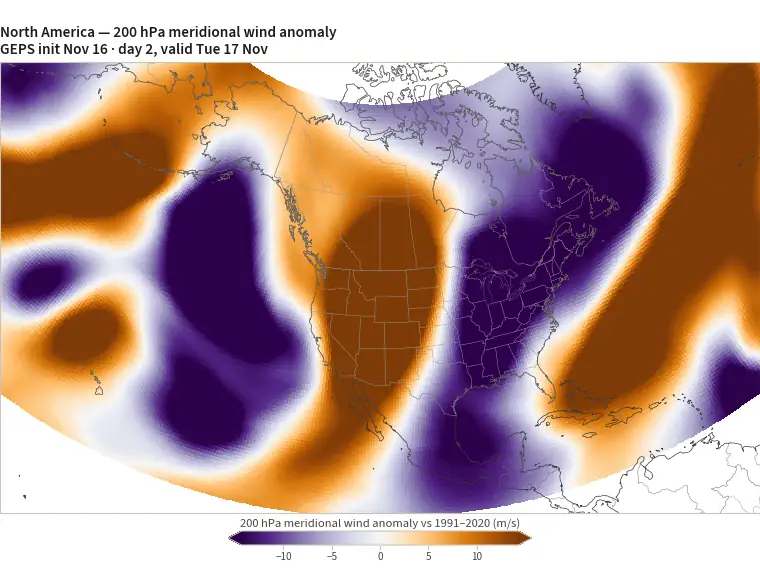 North America — 200 hPa meridional wind anomaly
GEPS init Nov 16 · day 2, valid Tue 17 Nov
200 hPa meridional wind anomaly vs 1991–2020 (m/s)
−10 −5 0 5 10